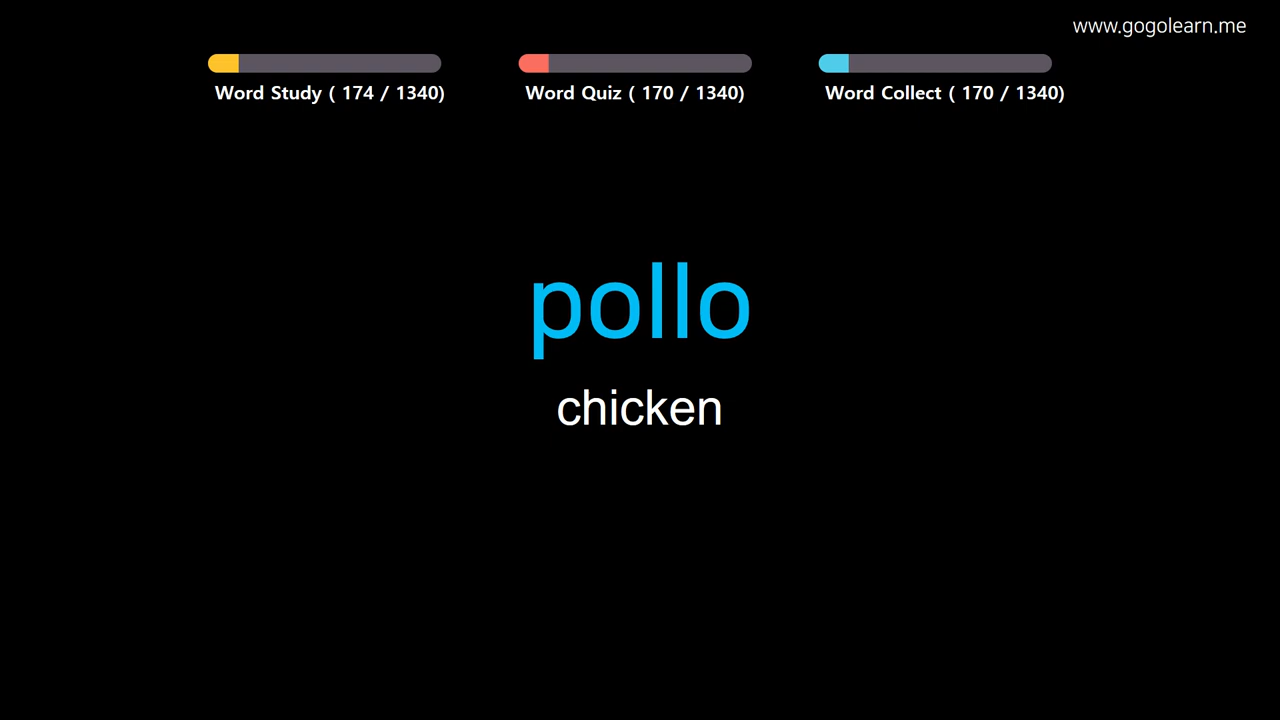 www.gogolearn.me
Word Study ( 174 / 1340)
Word Quiz ( 170 / 1340)
Word Collect ( 170 / 1340)
pollo
chicken